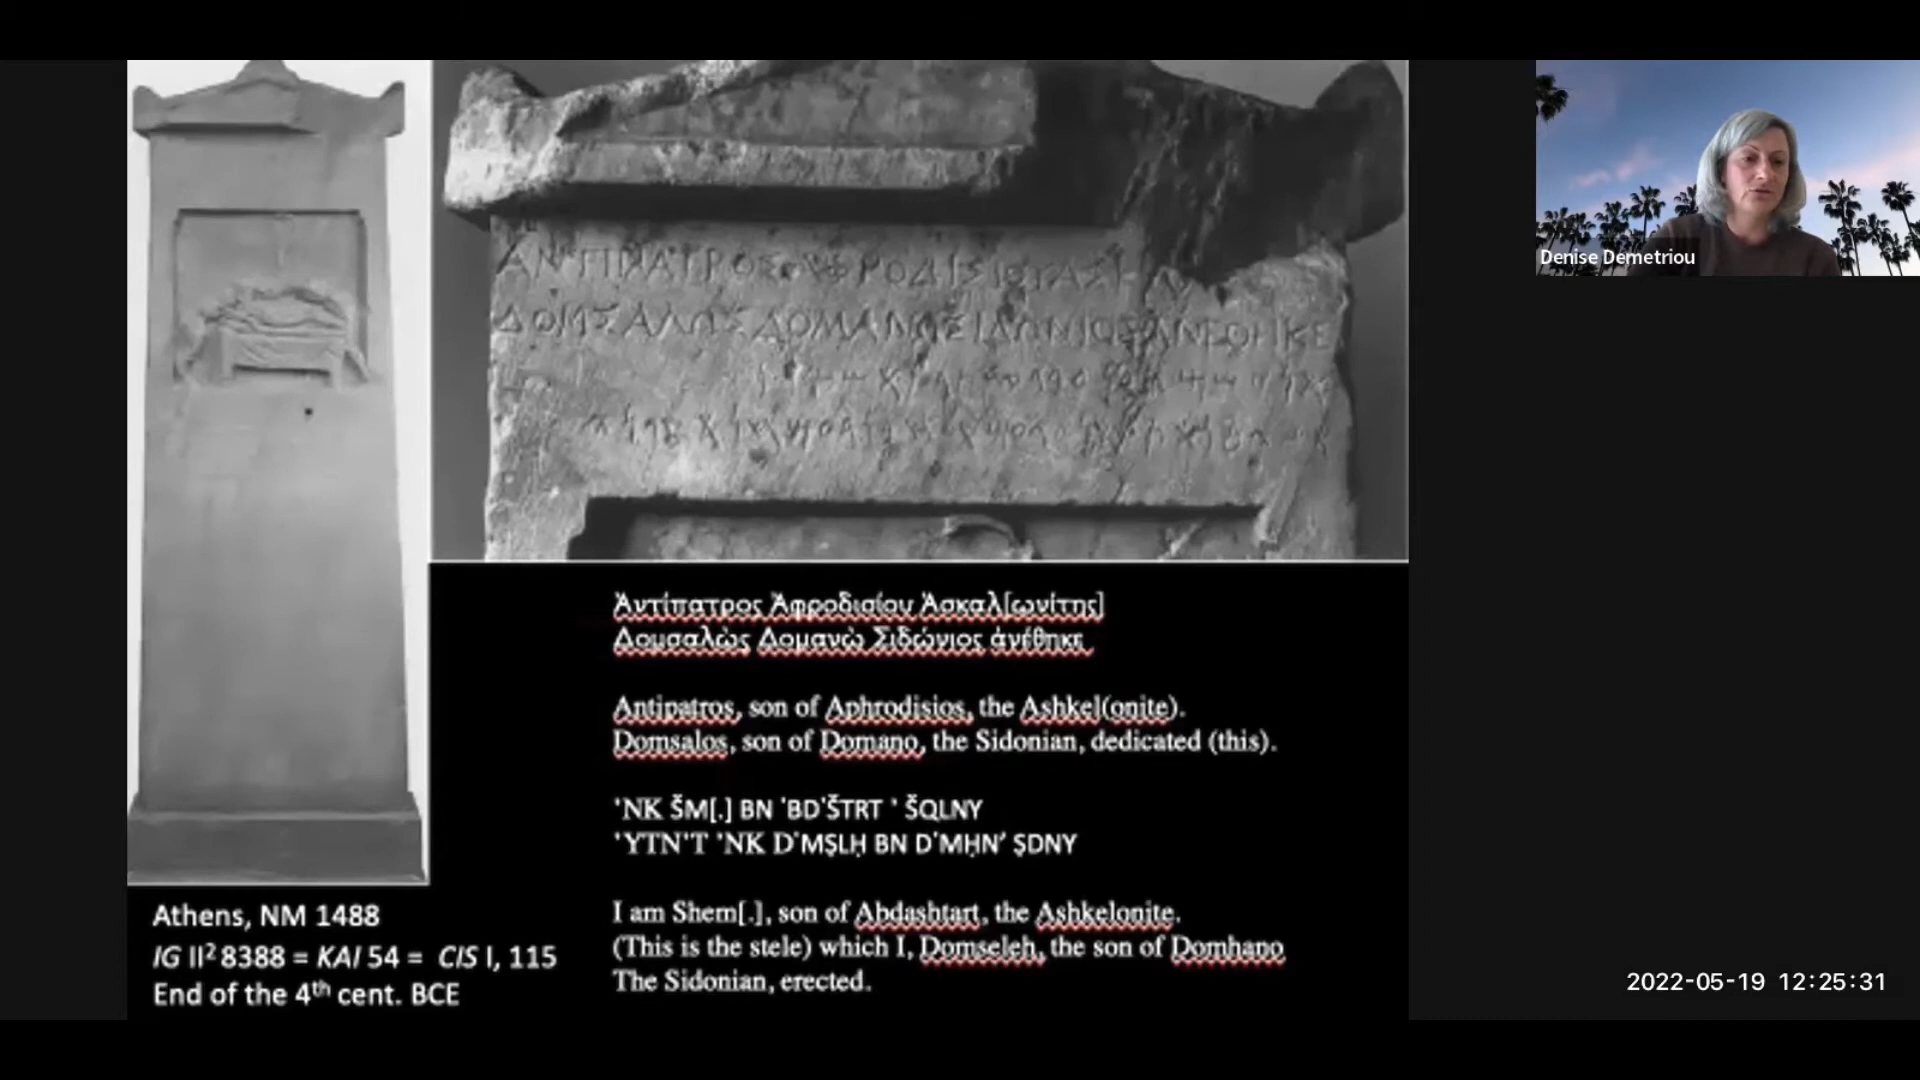 ΑΝΤΙΠΑΤΡΟΣΑΦΡΟΔΙΣΙΟΥΑΣΚΑΛ
ΔΟΜΣΑΛΩΣΔΟΜΑΝΩΣΙΔΩΝΙΟΣΑΝΕΘΗΚΕ
Denise Demetriou
Ἀντίπατρος Ἀφροδισίου Ἀσκαλ[ωνίτης]
Δομσαλὼς Δομανὼ Σιδώνιος ἀνέθηκε
Antipatros, son of Aphrodisios, the Ashkel(onite).
Domsalos, son of Domano, the Sidonian, dedicated (this).
'NK ŠM[.] BN 'BD'ŠTRT ' ŠQLNY
'YTN'T 'NK D'MṢLḤ BN D'MḤN' ṢDNY
I am Shem[.], son of Abdashtart, the Ashkelonite.
(This is the stele) which I, Domseleh, the son of Domhano
The Sidonian, erected.
Athens, NM 1488
IG II² 8388 = KAI 54 = CIS I, 115
End of the 4th cent. BCE
2022-05-19 12:25:31